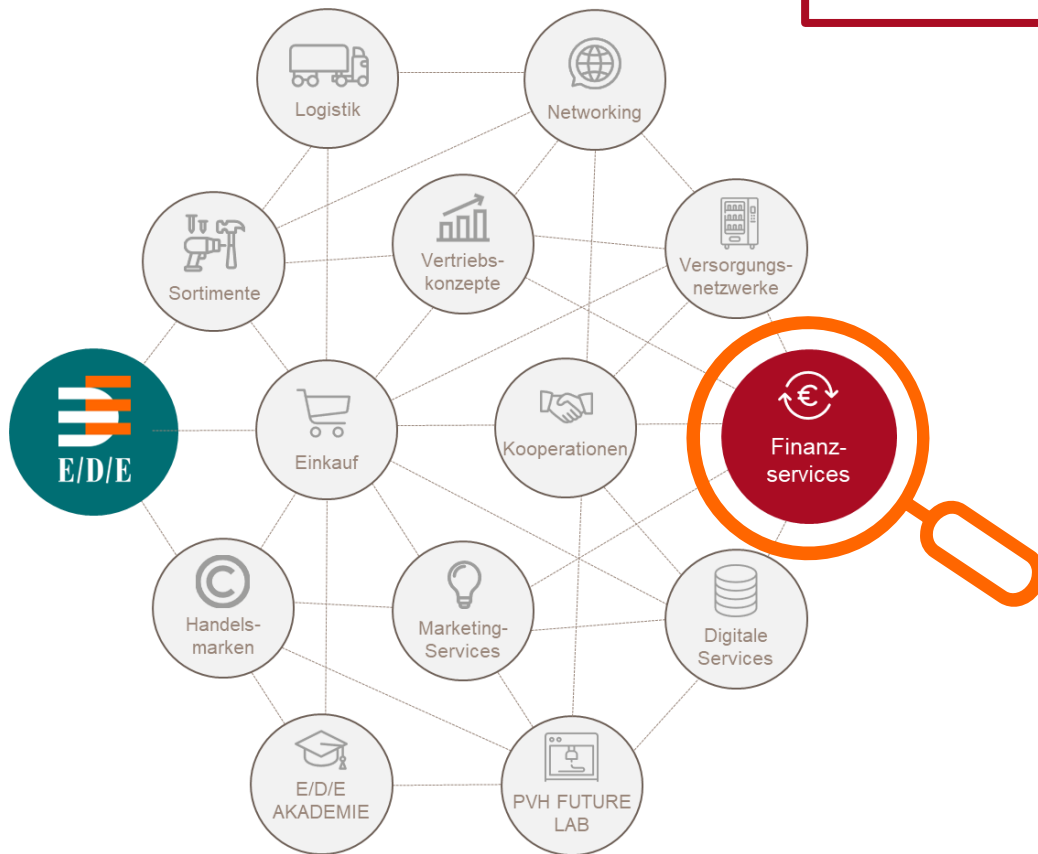 Logistik
Networking
Sortimente
Vertriebs-
konzepte
Versorgungs-
netzwerke
E/D/E
Einkauf
Kooperationen
€
Finanz-
services
©
Handels-
marken
Marketing-
Services
Digitale
Services
E/D/E
AKADEMIE
PVH FUTURE
LAB